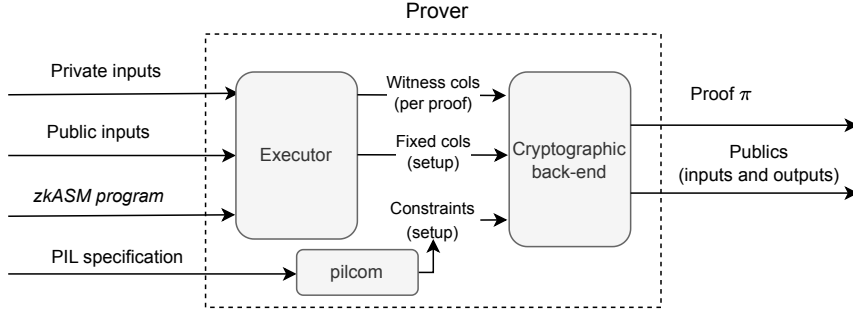 Prover
Private inputs
Public inputs
zkASM program
PIL specification
Executor
pilcom
Witness cols
(per proof)
Fixed cols
(setup)
Constraints
(setup)
Cryptographic
back-end
Proof π
Publics
(inputs and outputs)